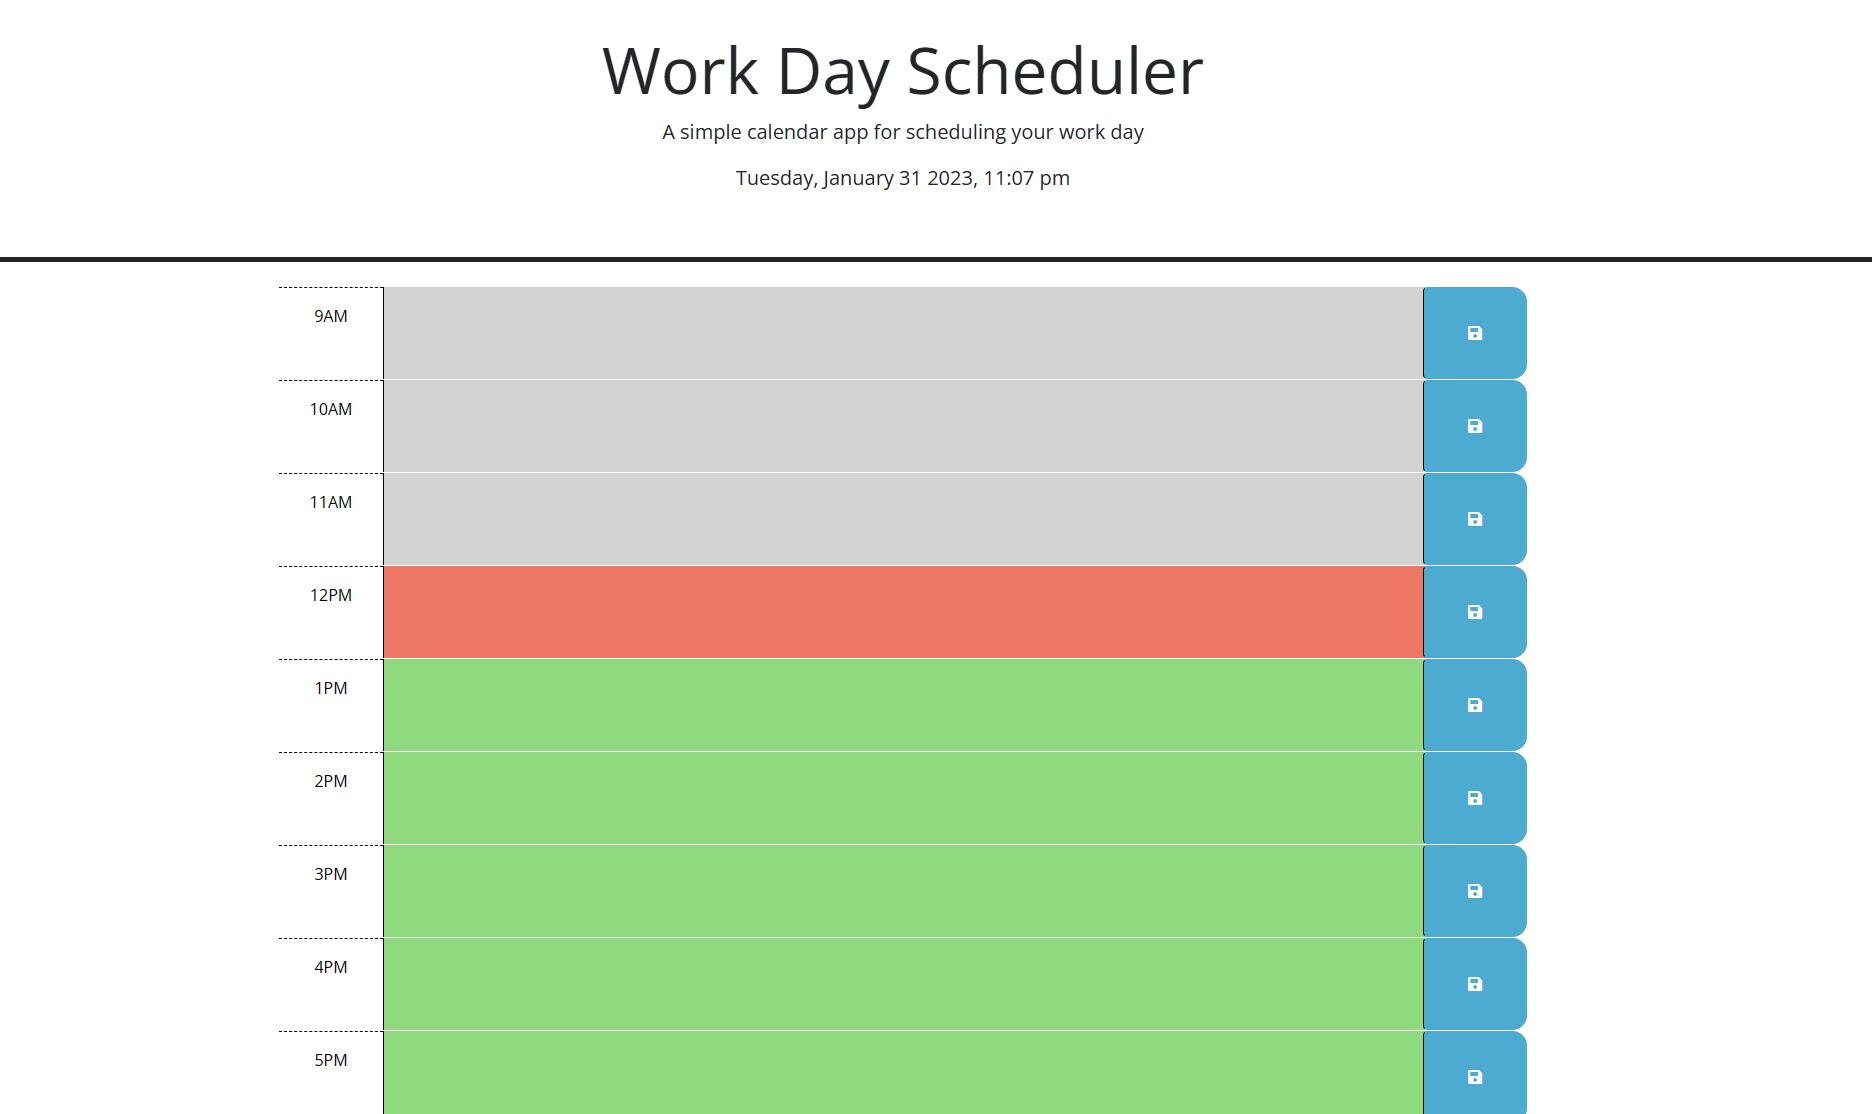 Work Day Scheduler
A simple calendar app for scheduling your work day
Tuesday, January 31 2023, 11:07 pm
9AM
10AM
11AM
12PM
1PM
2PM
3PM
4PM
5PM